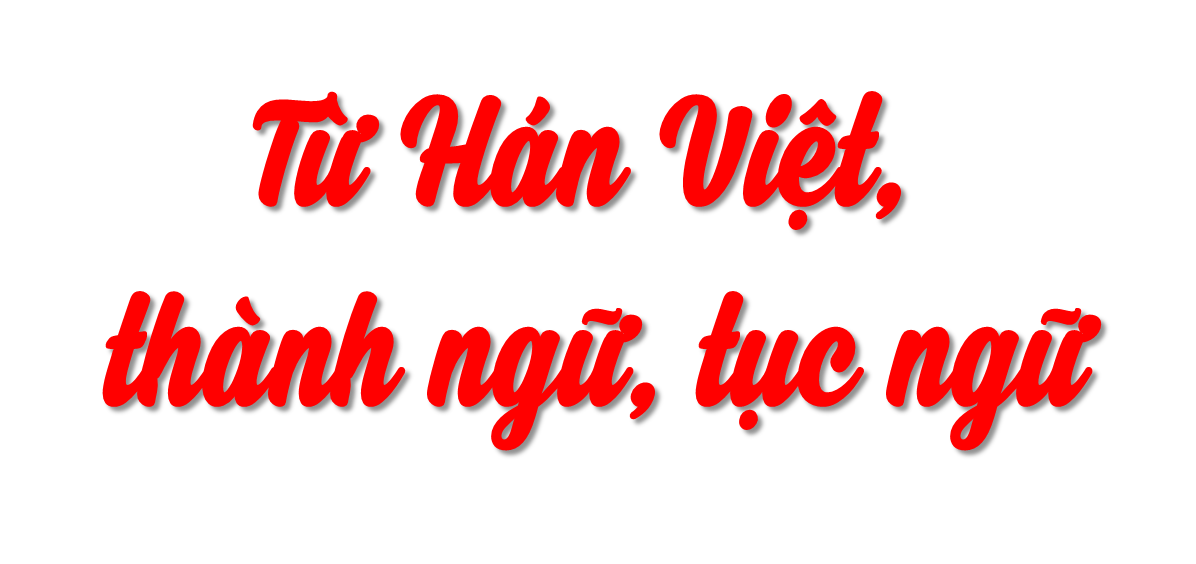 Từ Hán Việt,
thành ngữ, tục ngữ